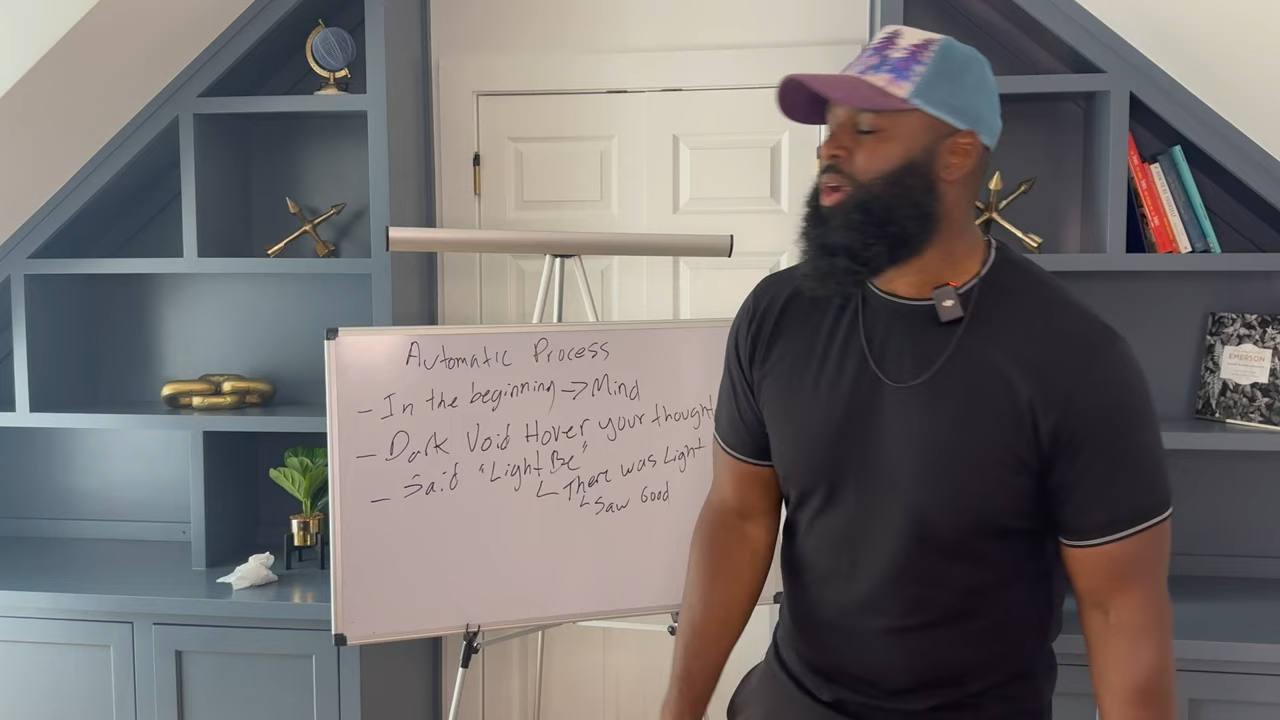 Automatic Process
- In the beginning -> Mind
- Dark Void Hover your thought
- Said "Light Be"
There was Light
Saw Good
EMERSON